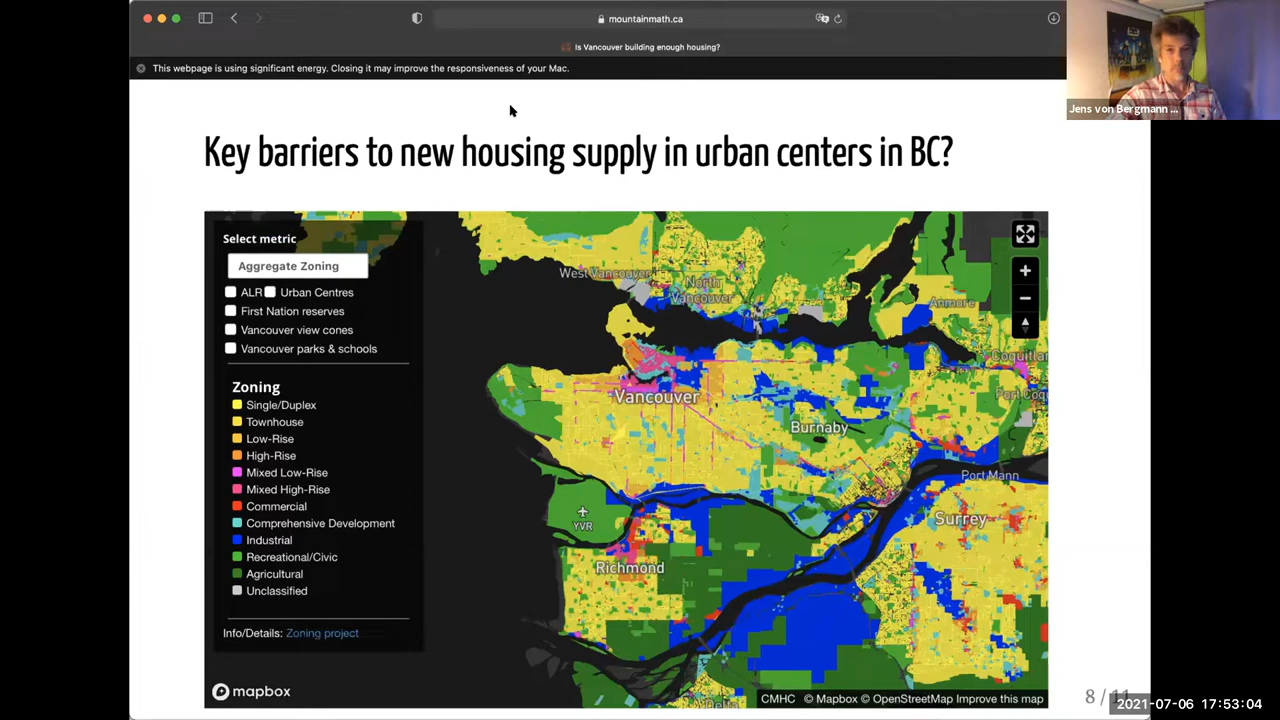 mountainmath.ca
Is Vancouver building enough housing?
This webpage is using significant energy. Closing it may improve the responsiveness of your Mac.
Jens von Bergmann ...
Key barriers to new housing supply in urban centers in BC?
Select metric
Aggregate Zoning
ALR Urban Centres
First Nation reserves
Vancouver view cones
Vancouver parks & schools
Zoning
Single/Duplex
Townhouse
Low-Rise
High-Rise
Mixed Low-Rise
Mixed High-Rise
Commercial
Comprehensive Development
Industrial
Recreational/Civic
Agricultural
Unclassified
Info/Details: Zoning project
mapbox
West Vancouver
North
Vancouver
Anmore
Coquitlam
Port Coq
Vancouver
Burnaby
Port Mann
YVR
Surrey
Richmond
Delta
CMHC © Mapbox © OpenStreetMap Improve this map
8 / 11
2021-07-06 17:53:04